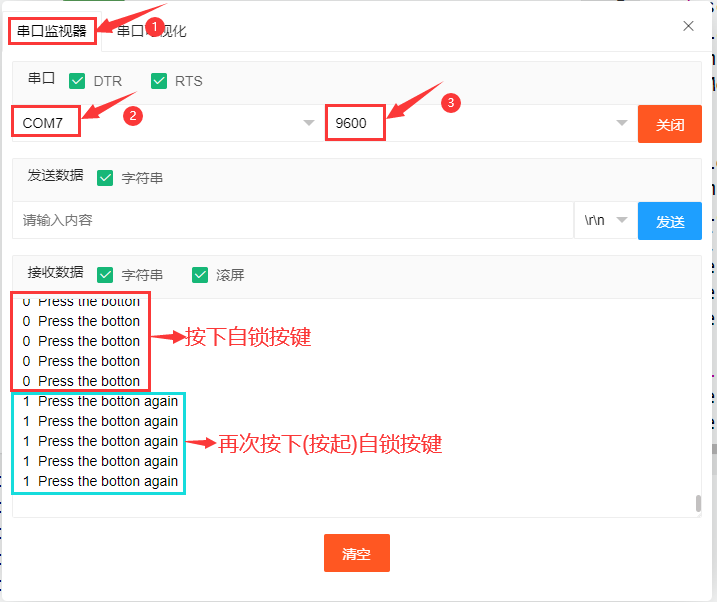 串口监视器 串口可视化
1
串口 DTR RTS
2
3
COM7 9600 关闭
发送数据 字符串
请输入内容 \r\n 发送
接收数据 字符串 滚屏
0 Press the botton
0 Press the botton
0 Press the botton 按下自锁按键
0 Press the botton
0 Press the botton
1 Press the botton again
1 Press the botton again
1 Press the botton again 再次按下(按起)自锁按键
1 Press the botton again
1 Press the botton again
清空